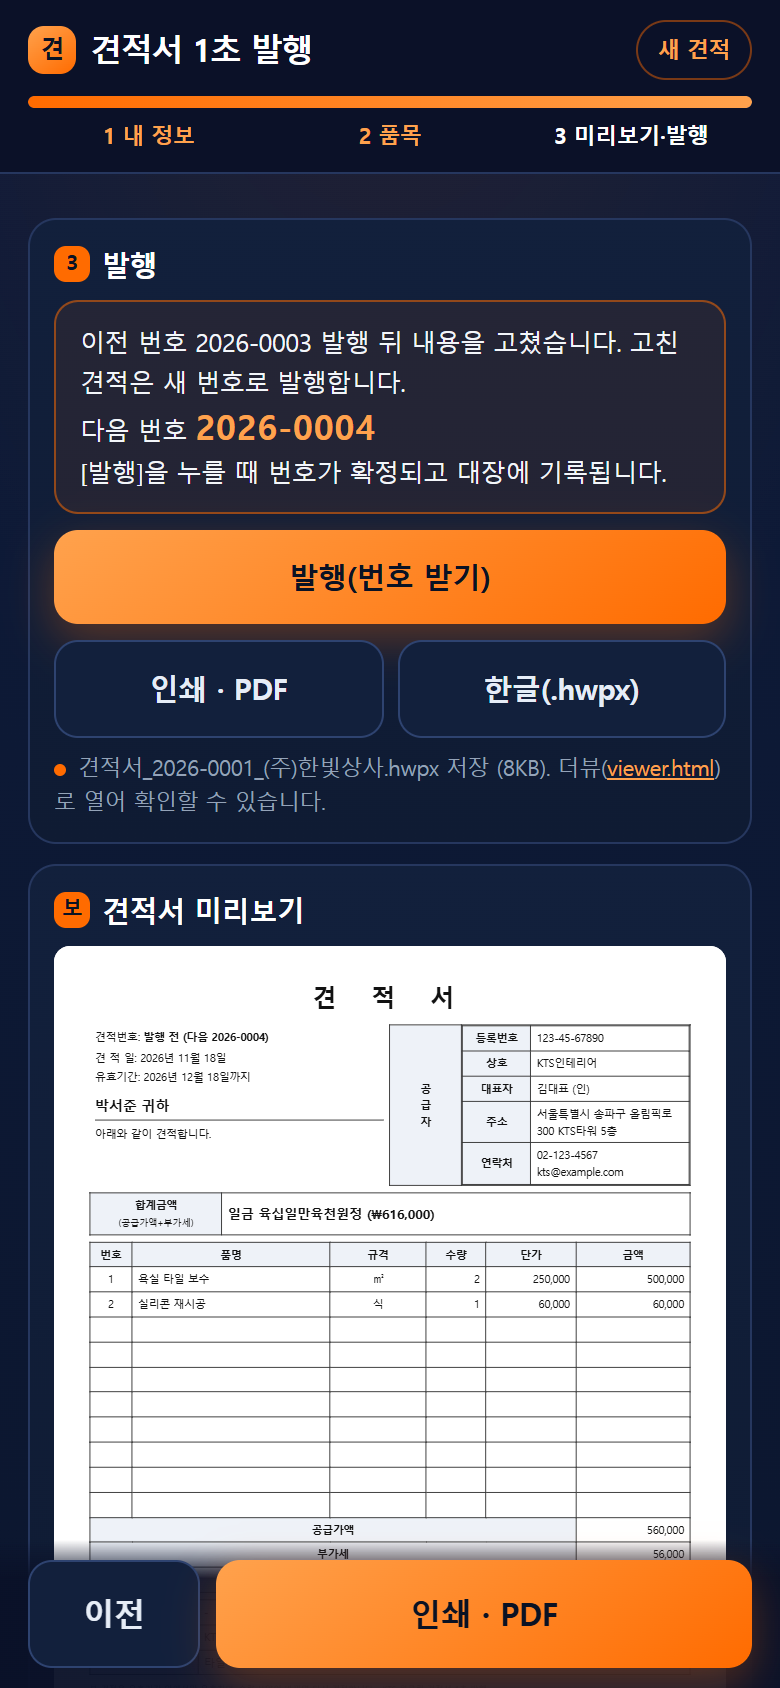 견 견적서 1초 발행 새 견적
1 내 정보 2 품목 3 미리보기·발행
3 발행
이전 번호 2026-0003 발행 뒤 내용을 고쳤습니다. 고친
견적은 새 번호로 발행합니다.
다음 번호 2026-0004
[발행]을 누를 때 번호가 확정되고 대장에 기록됩니다.
발행(번호 받기)
인쇄 · PDF 한글(.hwpx)
견적서_2026-0001_(주)한빛상사.hwpx 저장 (8KB). 더뷰(viewer.html)
로 열어 확인할 수 있습니다.
보 견적서 미리보기
견 적 서
견적번호: 발행 전 (다음 2026-0004)
견 적 일: 2026년 11월 18일
유효기간: 2026년 12월 18일까지
박서준 귀하
아래와 같이 견적합니다.
공
급
자
등록번호 123-45-67890
상호 KTS인테리어
대표자 김대표 (인)
주소 서울특별시 송파구 올림픽로
300 KTS타워 5층
연락처 02-123-4567
kts@example.com
합계금액
(공급가액+부가세)
일금 육십일만육천원정 (₩616,000)
번호 품명 규격 수량 단가 금액
1 욕실 타일 보수 ㎡ 2 250,000 500,000
2 실리콘 재시공 식 1 60,000 60,000
공급가액 560,000
부가세 56,000
이전 인쇄 · PDF